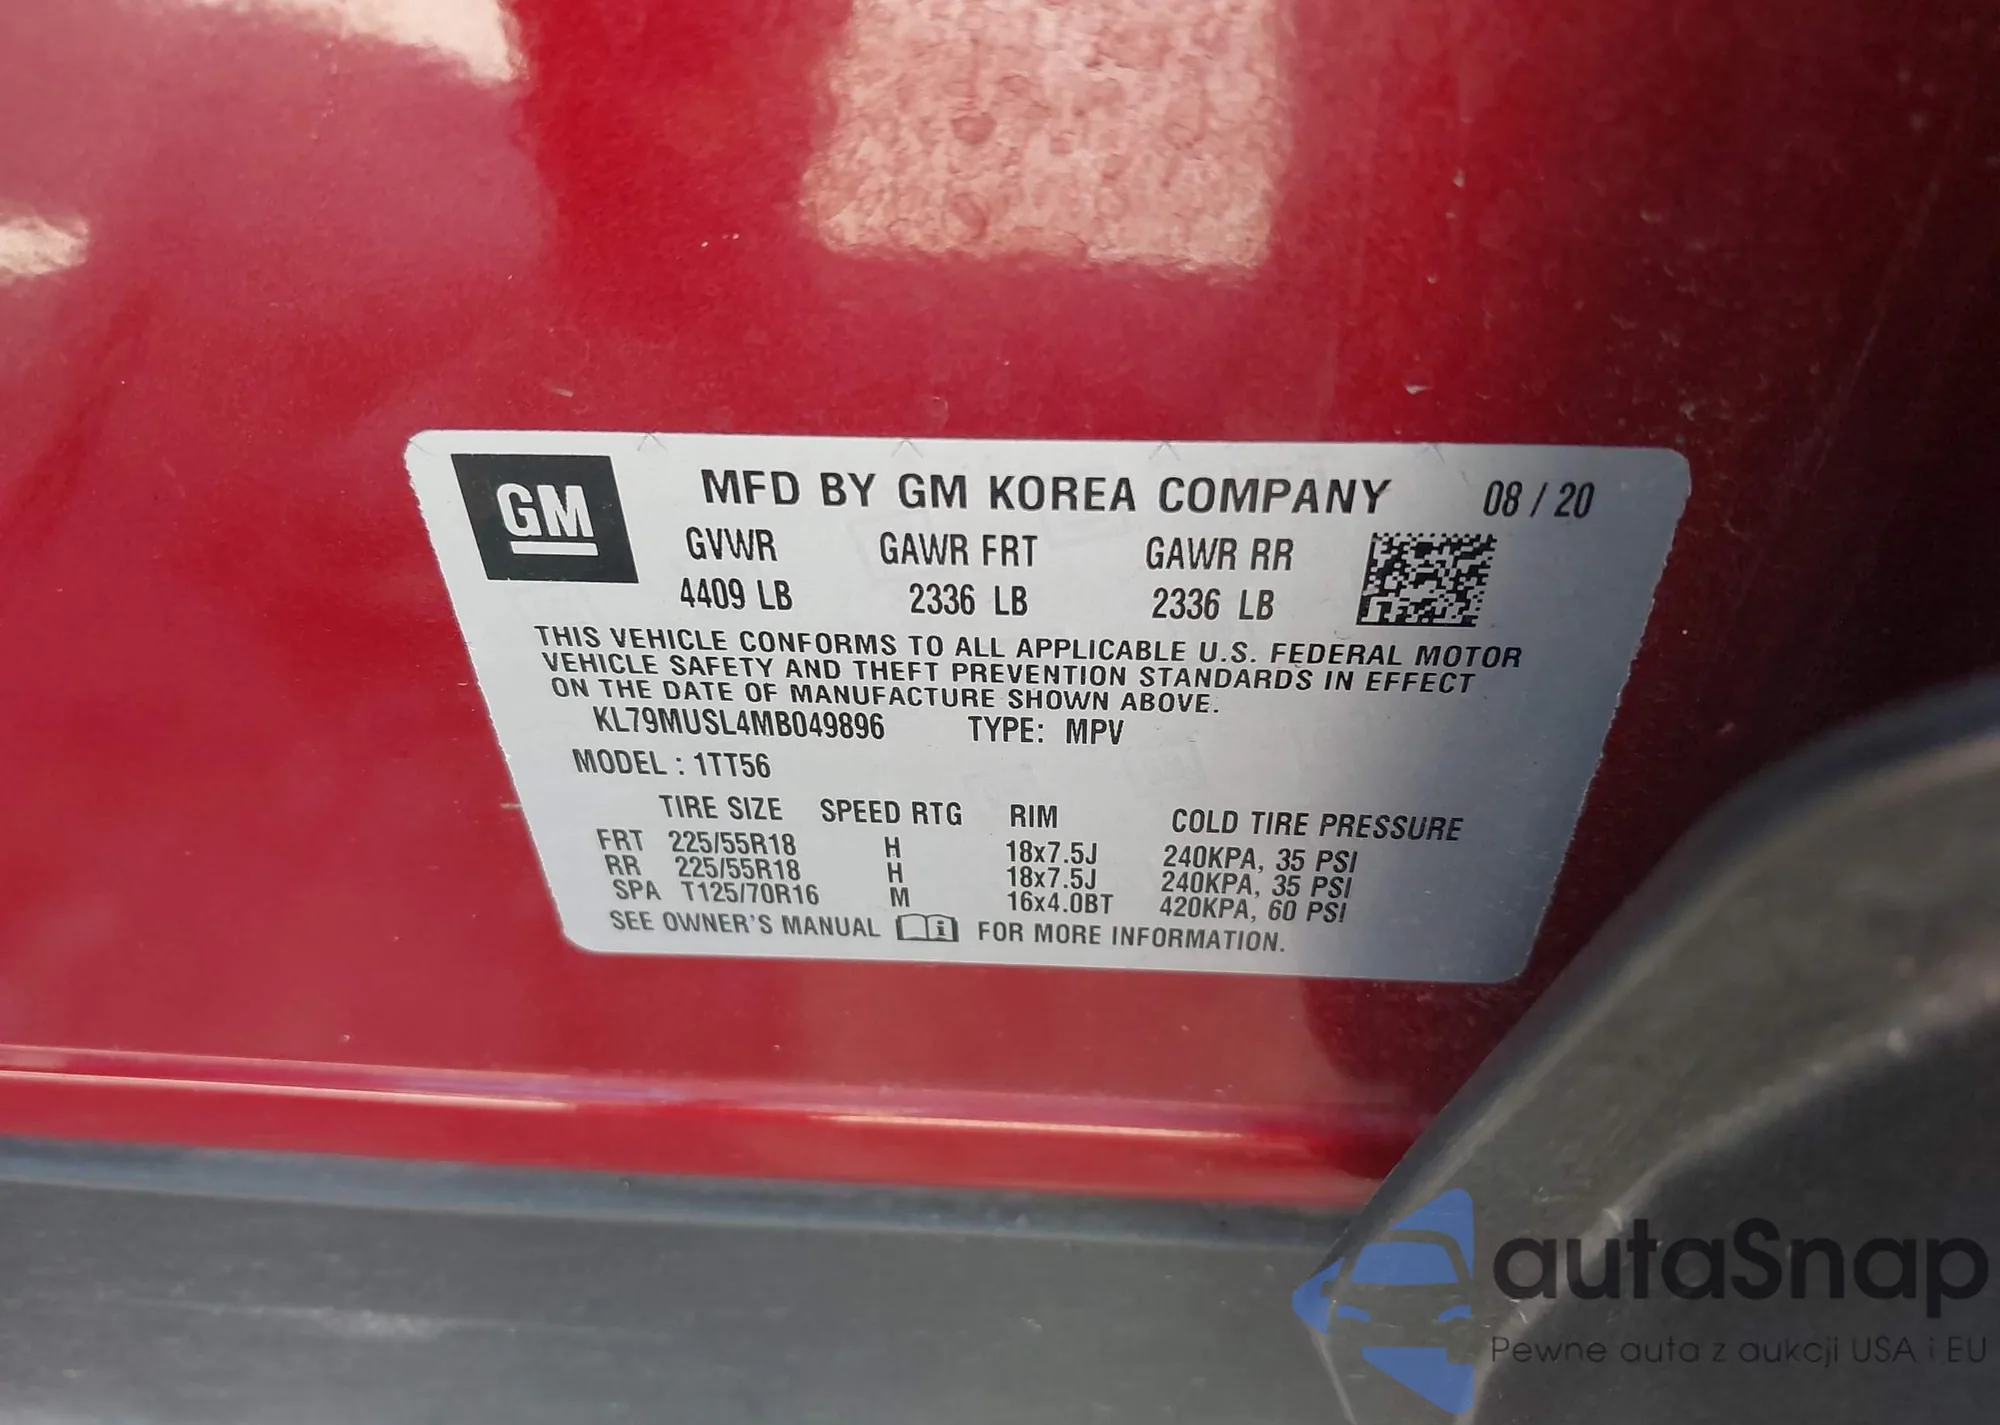 GM
MFD BY GM KOREA COMPANY 08 / 20
GVWR GAWR FRT GAWR RR
4409 LB 2336 LB 2336 LB
THIS VEHICLE CONFORMS TO ALL APPLICABLE U.S. FEDERAL MOTOR
VEHICLE SAFETY AND THEFT PREVENTION STANDARDS IN EFFECT
ON THE DATE OF MANUFACTURE SHOWN ABOVE.
KL79MUSL4MB049896 TYPE: MPV
MODEL : 1TT56
TIRE SIZE SPEED RTG RIM COLD TIRE PRESSURE
FRT 225/55R18 H 18x7.5J 240KPA, 35 PSI
RR 225/55R18 H 18x7.5J 240KPA, 35 PSI
SPA T125/70R16 M 16x4.0BT 420KPA, 60 PSI
SEE OWNER'S MANUAL FOR MORE INFORMATION.
autaSnap
Pewne auta z aukcji USA i EU